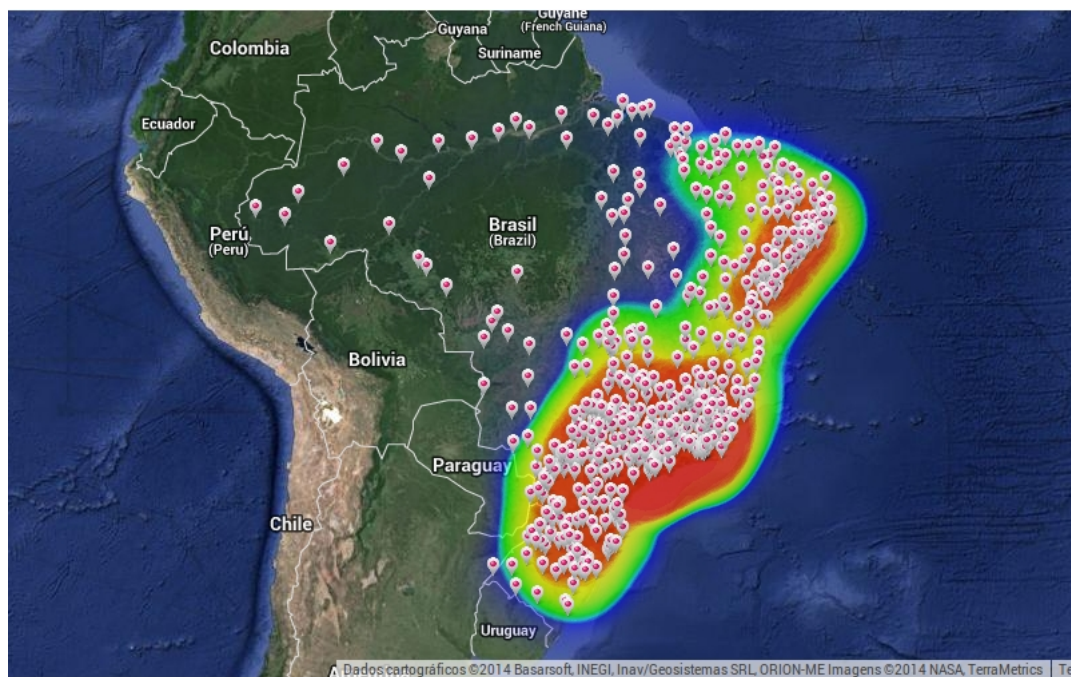 Guyane
(French Guiana)
Guyana
Colombia
Suriname
Ecuador
Perú
(Peru)
Brasil
(Brazil)
Bolivia
Paraguay
Chile
Uruguay
Dados cartográficos ©2014 Basarsoft, INEGI, Inav/Geosistemas SRL, ORION-ME Imagens ©2014 NASA, TerraMetrics